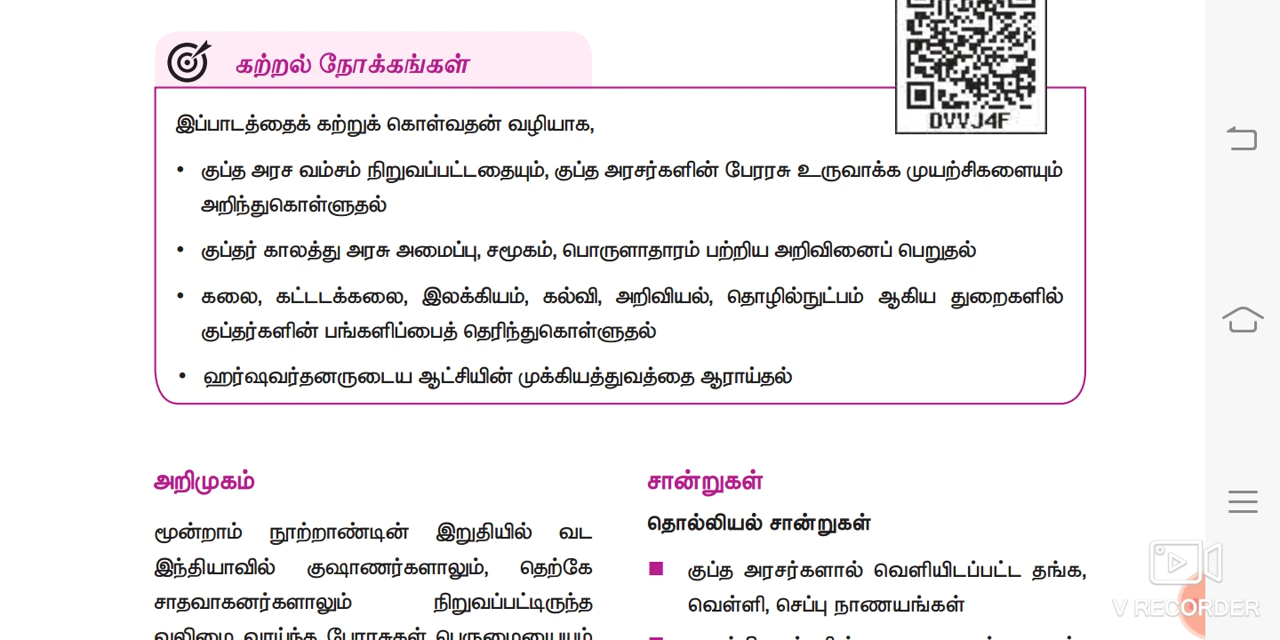 DVVJ4F
கற்றல் நோக்கங்கள்
இப்பாடத்தைக் கற்றுக் கொள்வதன் வழியாக,
• குப்த அரச வம்சம் நிறுவப்பட்டதையும், குப்த அரசர்களின் பேரரசு உருவாக்க முயற்சிகளையும்
அறிந்துகொள்ளுதல்
• குப்தர் காலத்து அரசு அமைப்பு, சமூகம், பொருளாதாரம் பற்றிய அறிவினைப் பெறுதல்
• கலை, கட்டடக்கலை, இலக்கியம், கல்வி, அறிவியல், தொழில்நுட்பம் ஆகிய துறைகளில்
குப்தர்களின் பங்களிப்பைத் தெரிந்துகொள்ளுதல்
• ஹர்ஷவர்தனருடைய ஆட்சியின் முக்கியத்துவத்தை ஆராய்தல்
அறிமுகம்
மூன்றாம் நூற்றாண்டின் இறுதியில் வட
இந்தியாவில் குஷாணர்களாலும், தெற்கே
சாதவாகனர்களாலும் நிறுவப்பட்டிருந்த
வலிமை வாய்ந்த பேரரசுகள் பெருமையையும்
சான்றுகள்
தொல்லியல் சான்றுகள்
■ குப்த அரசர்களால் வெளியிடப்பட்ட தங்க,
வெள்ளி, செப்பு நாணயங்கள்
V RECORDER